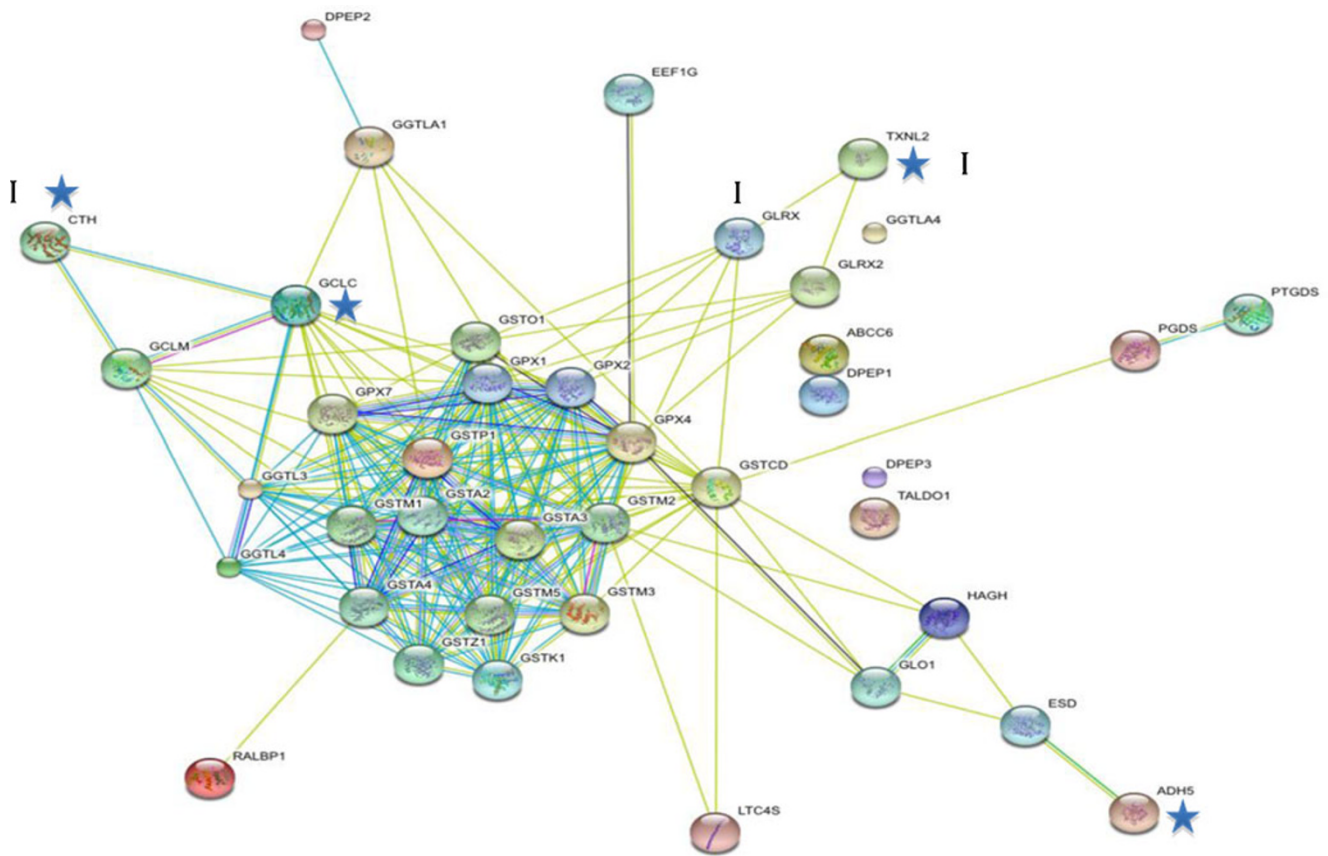 DPEP2
EEF1G
GGTLA1
TXNL2
I
I
I
CTH
GLRX
GGTLA4
GLRX2
GCLC
PTGDS
GSTO1
ABCC6
PGDS
GCLM
GPX1
GPX2
DPEP1
GPX7
GPX4
GSTP1
DPEP3
GSTCD
GGTL3
GSTM1
GSTA2
GSTM2
TALDO1
GSTA3
GGTL4
GSTA4
GSTM5
GSTM3
HAGH
GSTZ1
GSTK1
GLO1
ESD
RALBP1
ADH5
LTC4S